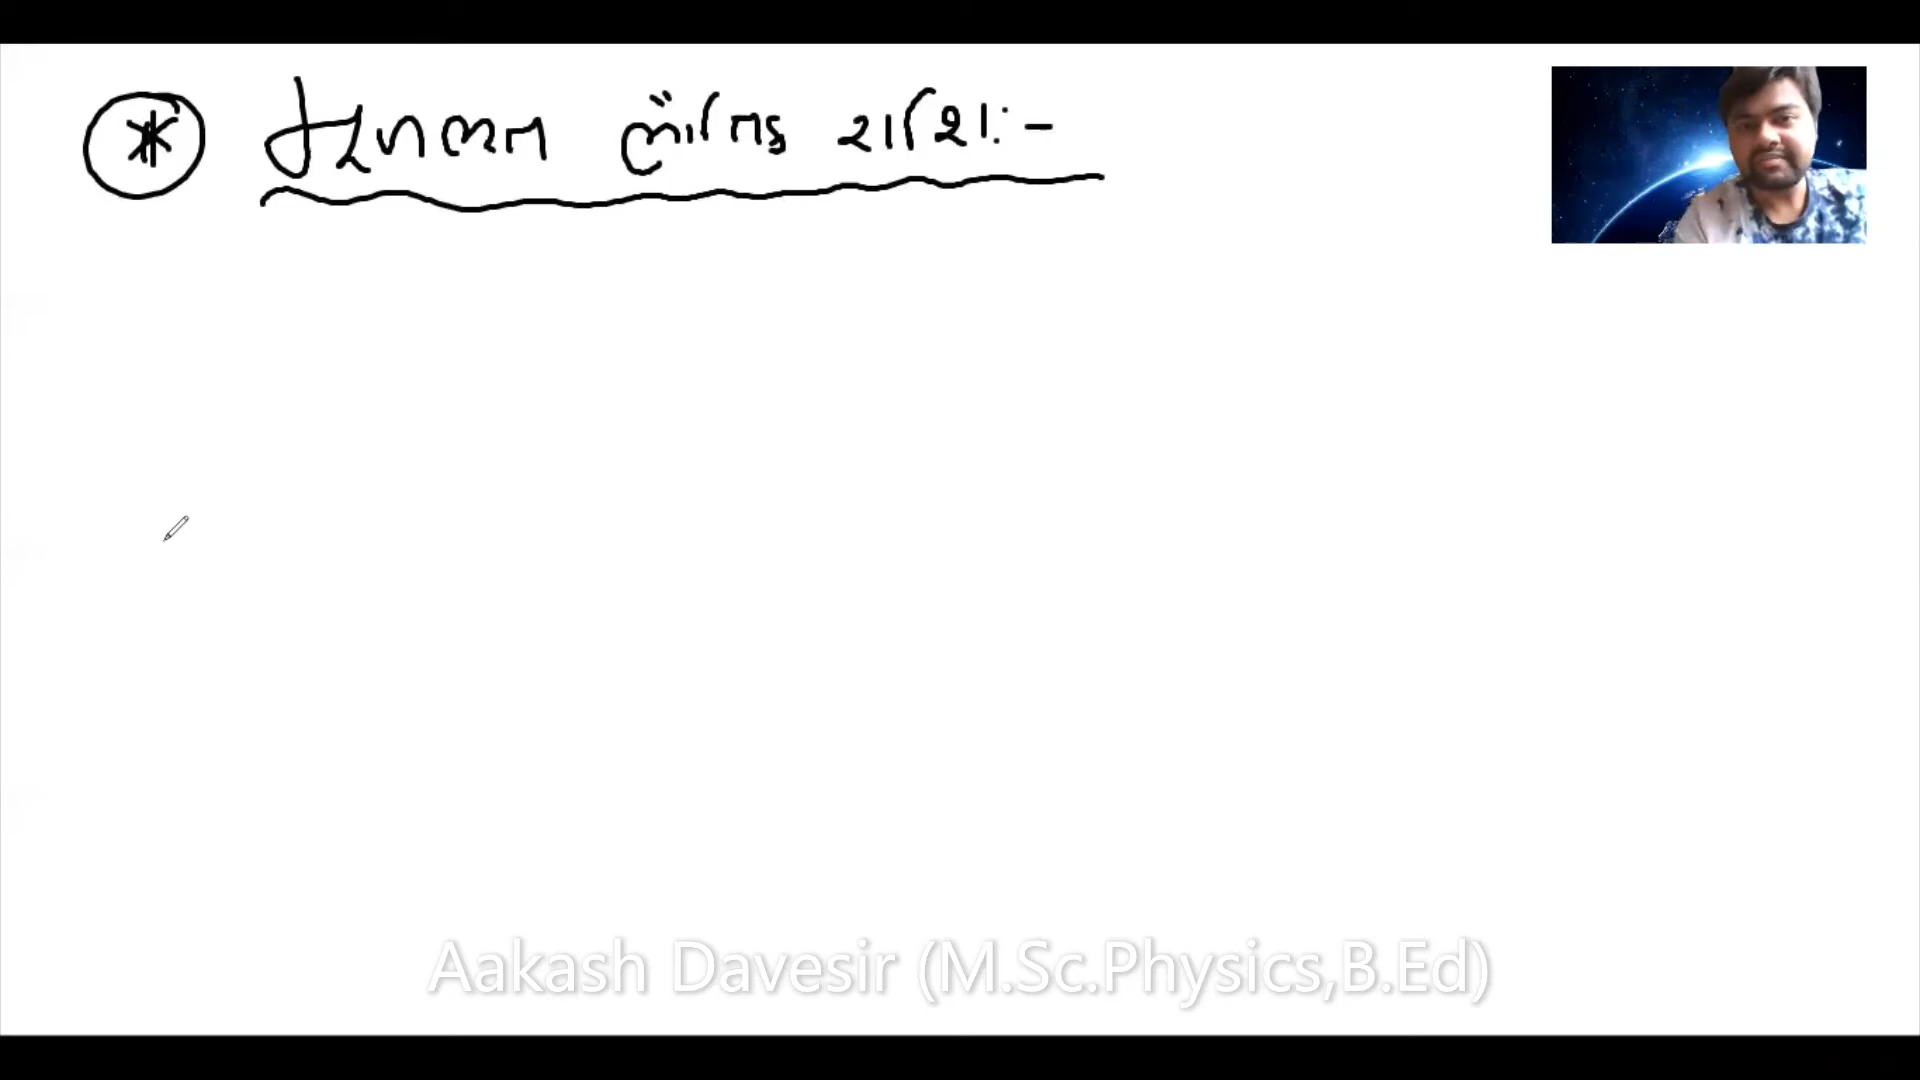 * મૂળભૂત ભૌતિક રાશિ:-
Aakash Davesir (M.Sc.Physics,B.Ed)